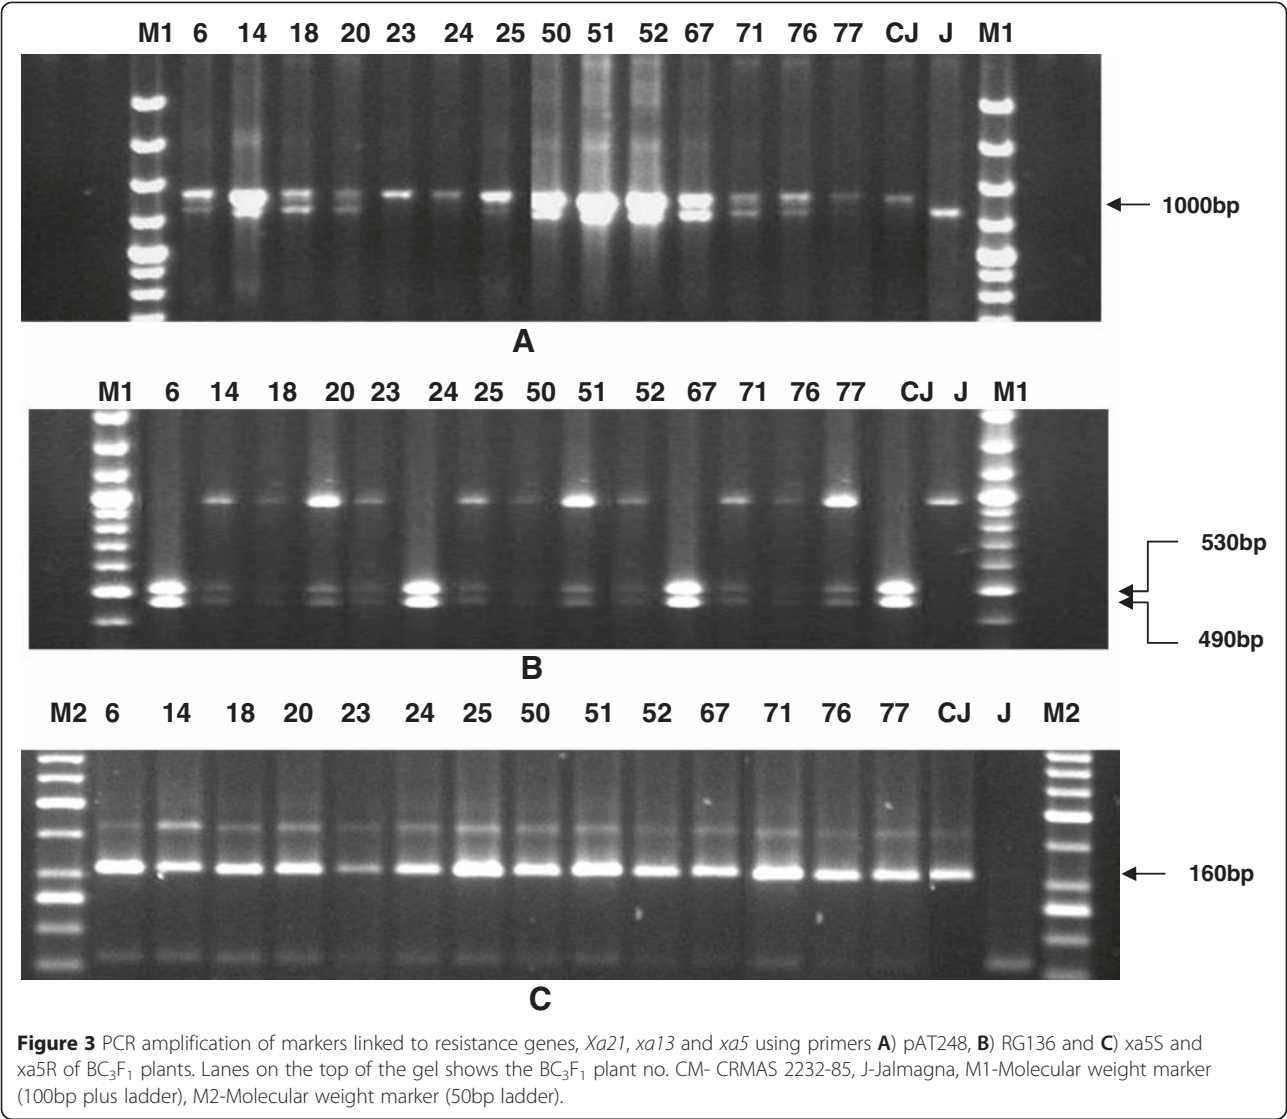 M1 6 14 18 20 23 24 25 50 51 52 67 71 76 77 CJ J M1
1000bp
A
M1 6 14 18 20 23 24 25 50 51 52 67 71 76 77 CJ J M1
530bp
490bp
B
M2 6 14 18 20 23 24 25 50 51 52 67 71 76 77 CJ J M2
160bp
C
Figure 3 PCR amplification of markers linked to resistance genes, Xa21, xa13 and xa5 using primers A) pAT248, B) RG136 and C) xa5S and
xa5R of BC₃F₁ plants. Lanes on the top of the gel shows the BC₃F₁ plant no. CM- CRMAS 2232-85, J-Jalmagna, M1-Molecular weight marker
(100bp plus ladder), M2-Molecular weight marker (50bp ladder).